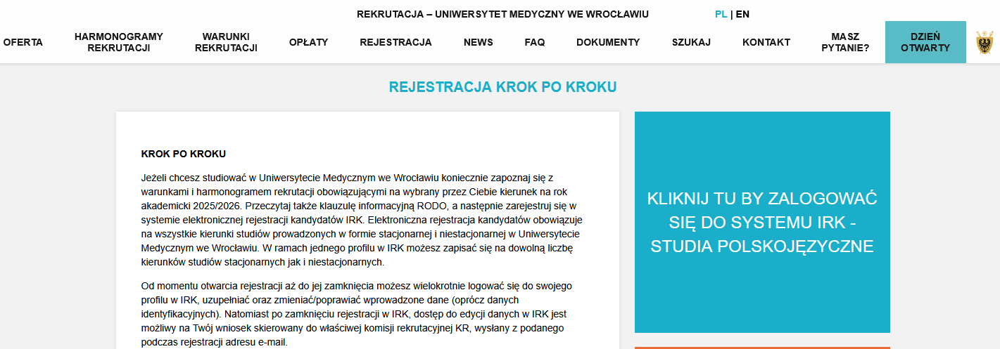 REKRUTACJA – UNIWERSYTET MEDYCZNY WE WROCŁAWIU
PL | EN
OFERTA
HARMONOGRAMY
REKRUTACJI
WARUNKI
REKRUTACJI
OPŁATY
REJESTRACJA
NEWS
FAQ
DOKUMENTY
SZUKAJ
KONTAKT
MASZ
PYTANIE?
DZIEŃ
OTWARTY
REJESTRACJA KROK PO KROKU
KROK PO KROKU
Jeżeli chcesz studiować w Uniwersytecie Medycznym we Wrocławiu koniecznie zapoznaj się z
warunkami i harmonogramem rekrutacji obowiązującymi na wybrany przez Ciebie kierunek na rok
akademicki 2025/2026. Przeczytaj także klauzulę informacyjną RODO, a następnie zarejestruj się w
systemie elektronicznej rejestracji kandydatów IRK. Elektroniczna rejestracja kandydatów obowiązuje
na wszystkie kierunki studiów prowadzonych w formie stacjonarnej i niestacjonarnej w Uniwersytecie
Medycznym we Wrocławiu. W ramach jednego profilu w IRK możesz zapisać się na dowolną liczbę
kierunków studiów stacjonarnych jak i niestacjonarnych.
Od momentu otwarcia rejestracji aż do jej zamknięcia możesz wielokrotnie logować się do swojego
profilu w IRK, uzupełniać oraz zmieniać/poprawiać wprowadzone dane (oprócz danych
identyfikacyjnych). Natomiast po zamknięciu rejestracji w IRK, dostęp do edycji danych w IRK jest
możliwy na Twój wniosek skierowany do właściwej komisji rekrutacyjnej KR, wysłany z podanego
podczas rejestracji adresu e-mail.
KLIKNIJ TU BY ZALOGOWAĆ
SIĘ DO SYSTEMU IRK -
STUDIA POLSKOJĘZYCZNE